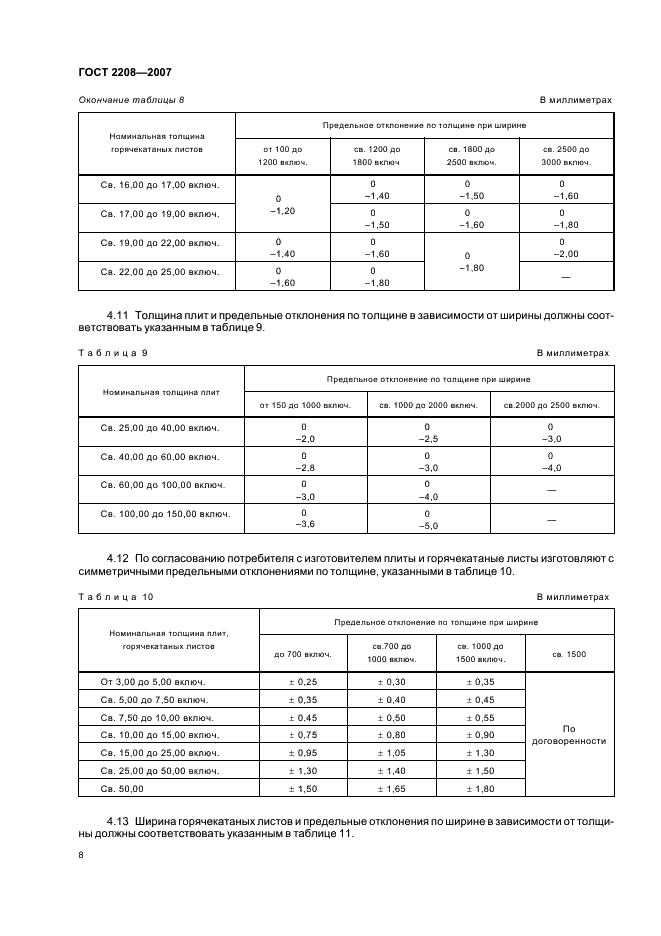 ГОСТ 2208—2007
Окончание таблицы 8 В миллиметрах
Номинальная толщина горячекатаных листов
Предельное отклонение по толщине при ширине
от 100 до 1200 включ. св. 1200 до 1800 включ св. 1800 до 2500 включ. св. 2500 до 3000 включ.
Св. 16,00 до 17,00 включ. 0 –1,20 0 –1,40 0 –1,50 0 –1,60
Св. 17,00 до 19,00 включ. 0 –1,50 0 –1,60 0 –1,80
Св. 19,00 до 22,00 включ. 0 –1,40 0 –1,60 0 –1,80 0 –2,00
Св. 22,00 до 25,00 включ. 0 –1,60 0 –1,80 —
4.11 Толщина плит и предельные отклонения по толщине в зависимости от ширины должны соот-
ветствовать указанным в таблице 9.
Таблица 9 В миллиметрах
Номинальная толщина плит
Предельное отклонение по толщине при ширине
от 150 до 1000 включ. св. 1000 до 2000 включ. св.2000 до 2500 включ.
Св. 25,00 до 40,00 включ. 0 –2,0 0 –2,5 0 –3,0
Св. 40,00 до 60,00 включ. 0 –2,8 0 –3,0 0 –4,0
Св. 60,00 до 100,00 включ. 0 –3,0 0 –4,0 —
Св. 100,00 до 150,00 включ. 0 –3,6 0 –5,0 —
4.12 По согласованию потребителя с изготовителем плиты и горячекатаные листы изготовляют с
симметричными предельными отклонениями по толщине, указанными в таблице 10.
Таблица 10 В миллиметрах
Номинальная толщина плит, горячекатаных листов
Предельное отклонение по толщине при ширине
до 700 включ. св.700 до 1000 включ. св. 1000 до 1500 включ. св. 1500
От 3,00 до 5,00 включ. ± 0,25 ± 0,30 ± 0,35
Св. 5,00 до 7,50 включ. ± 0,35 ± 0,40 ± 0,45
Св. 7,50 до 10,00 включ. ± 0,45 ± 0,50 ± 0,55
Св. 10,00 до 15,00 включ. ± 0,75 ± 0,80 ± 0,90
По договоренности
Св. 15,00 до 25,00 включ. ± 0,95 ± 1,05 ± 1,30
Св. 25,00 до 50,00 включ. ± 1,30 ± 1,40 ± 1,50
Св. 50,00 ± 1,50 ± 1,65 ± 1,80
4.13 Ширина горячекатаных листов и предельные отклонения по ширине в зависимости от толщи-
ны должны соответствовать указанным в таблице 11.
8